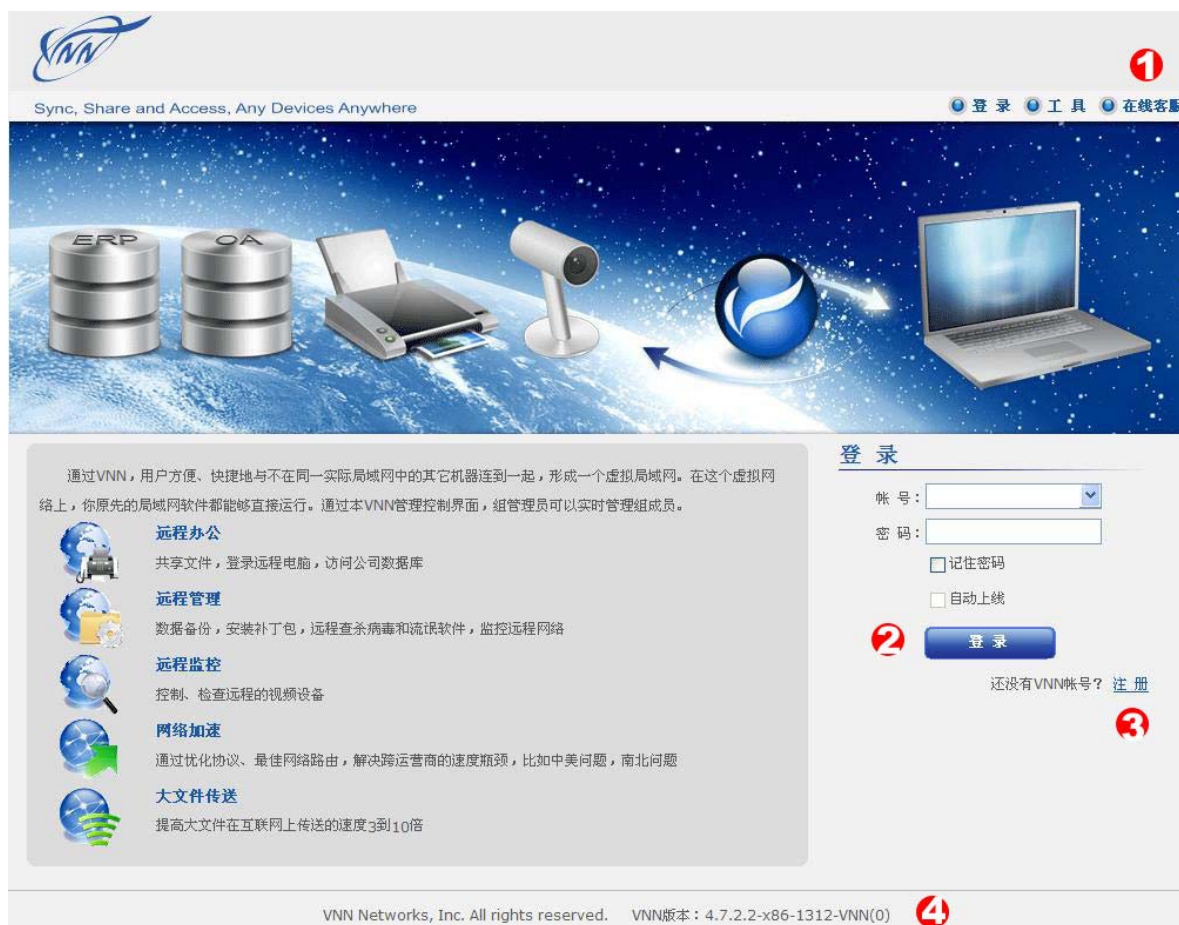 VNN
❶
Sync, Share and Access, Any Devices Anywhere
登 录 工 具 在线客服
ERP OA
通过VNN，用户方便、快捷地与不在同一实际局域网中的其它机器连到一起，形成一个虚拟局域网。在这个虚拟网
络上，你原先的局域网软件都能够直接运行。通过本VNN管理控制界面，组管理员可以实时管理组成员。
远程办公
共享文件，登录远程电脑，访问公司数据库
远程管理
数据备份，安装补丁包，远程查杀病毒和流氓软件，监控远程网络
远程监控
控制、检查远程的视频设备
网络加速
通过优化协议、最佳网络路由，解决跨运营商的速度瓶颈，比如中美问题，南北问题
大文件传送
提高大文件在互联网上传送的速度3到10倍
登 录
帐 号：
密 码：
记住密码
自动上线
❷ 登 录
还没有VNN帐号？ 注 册
❸
VNN Networks, Inc. All rights reserved. VNN版本：4.7.2.2-x86-1312-VNN(0) ❹